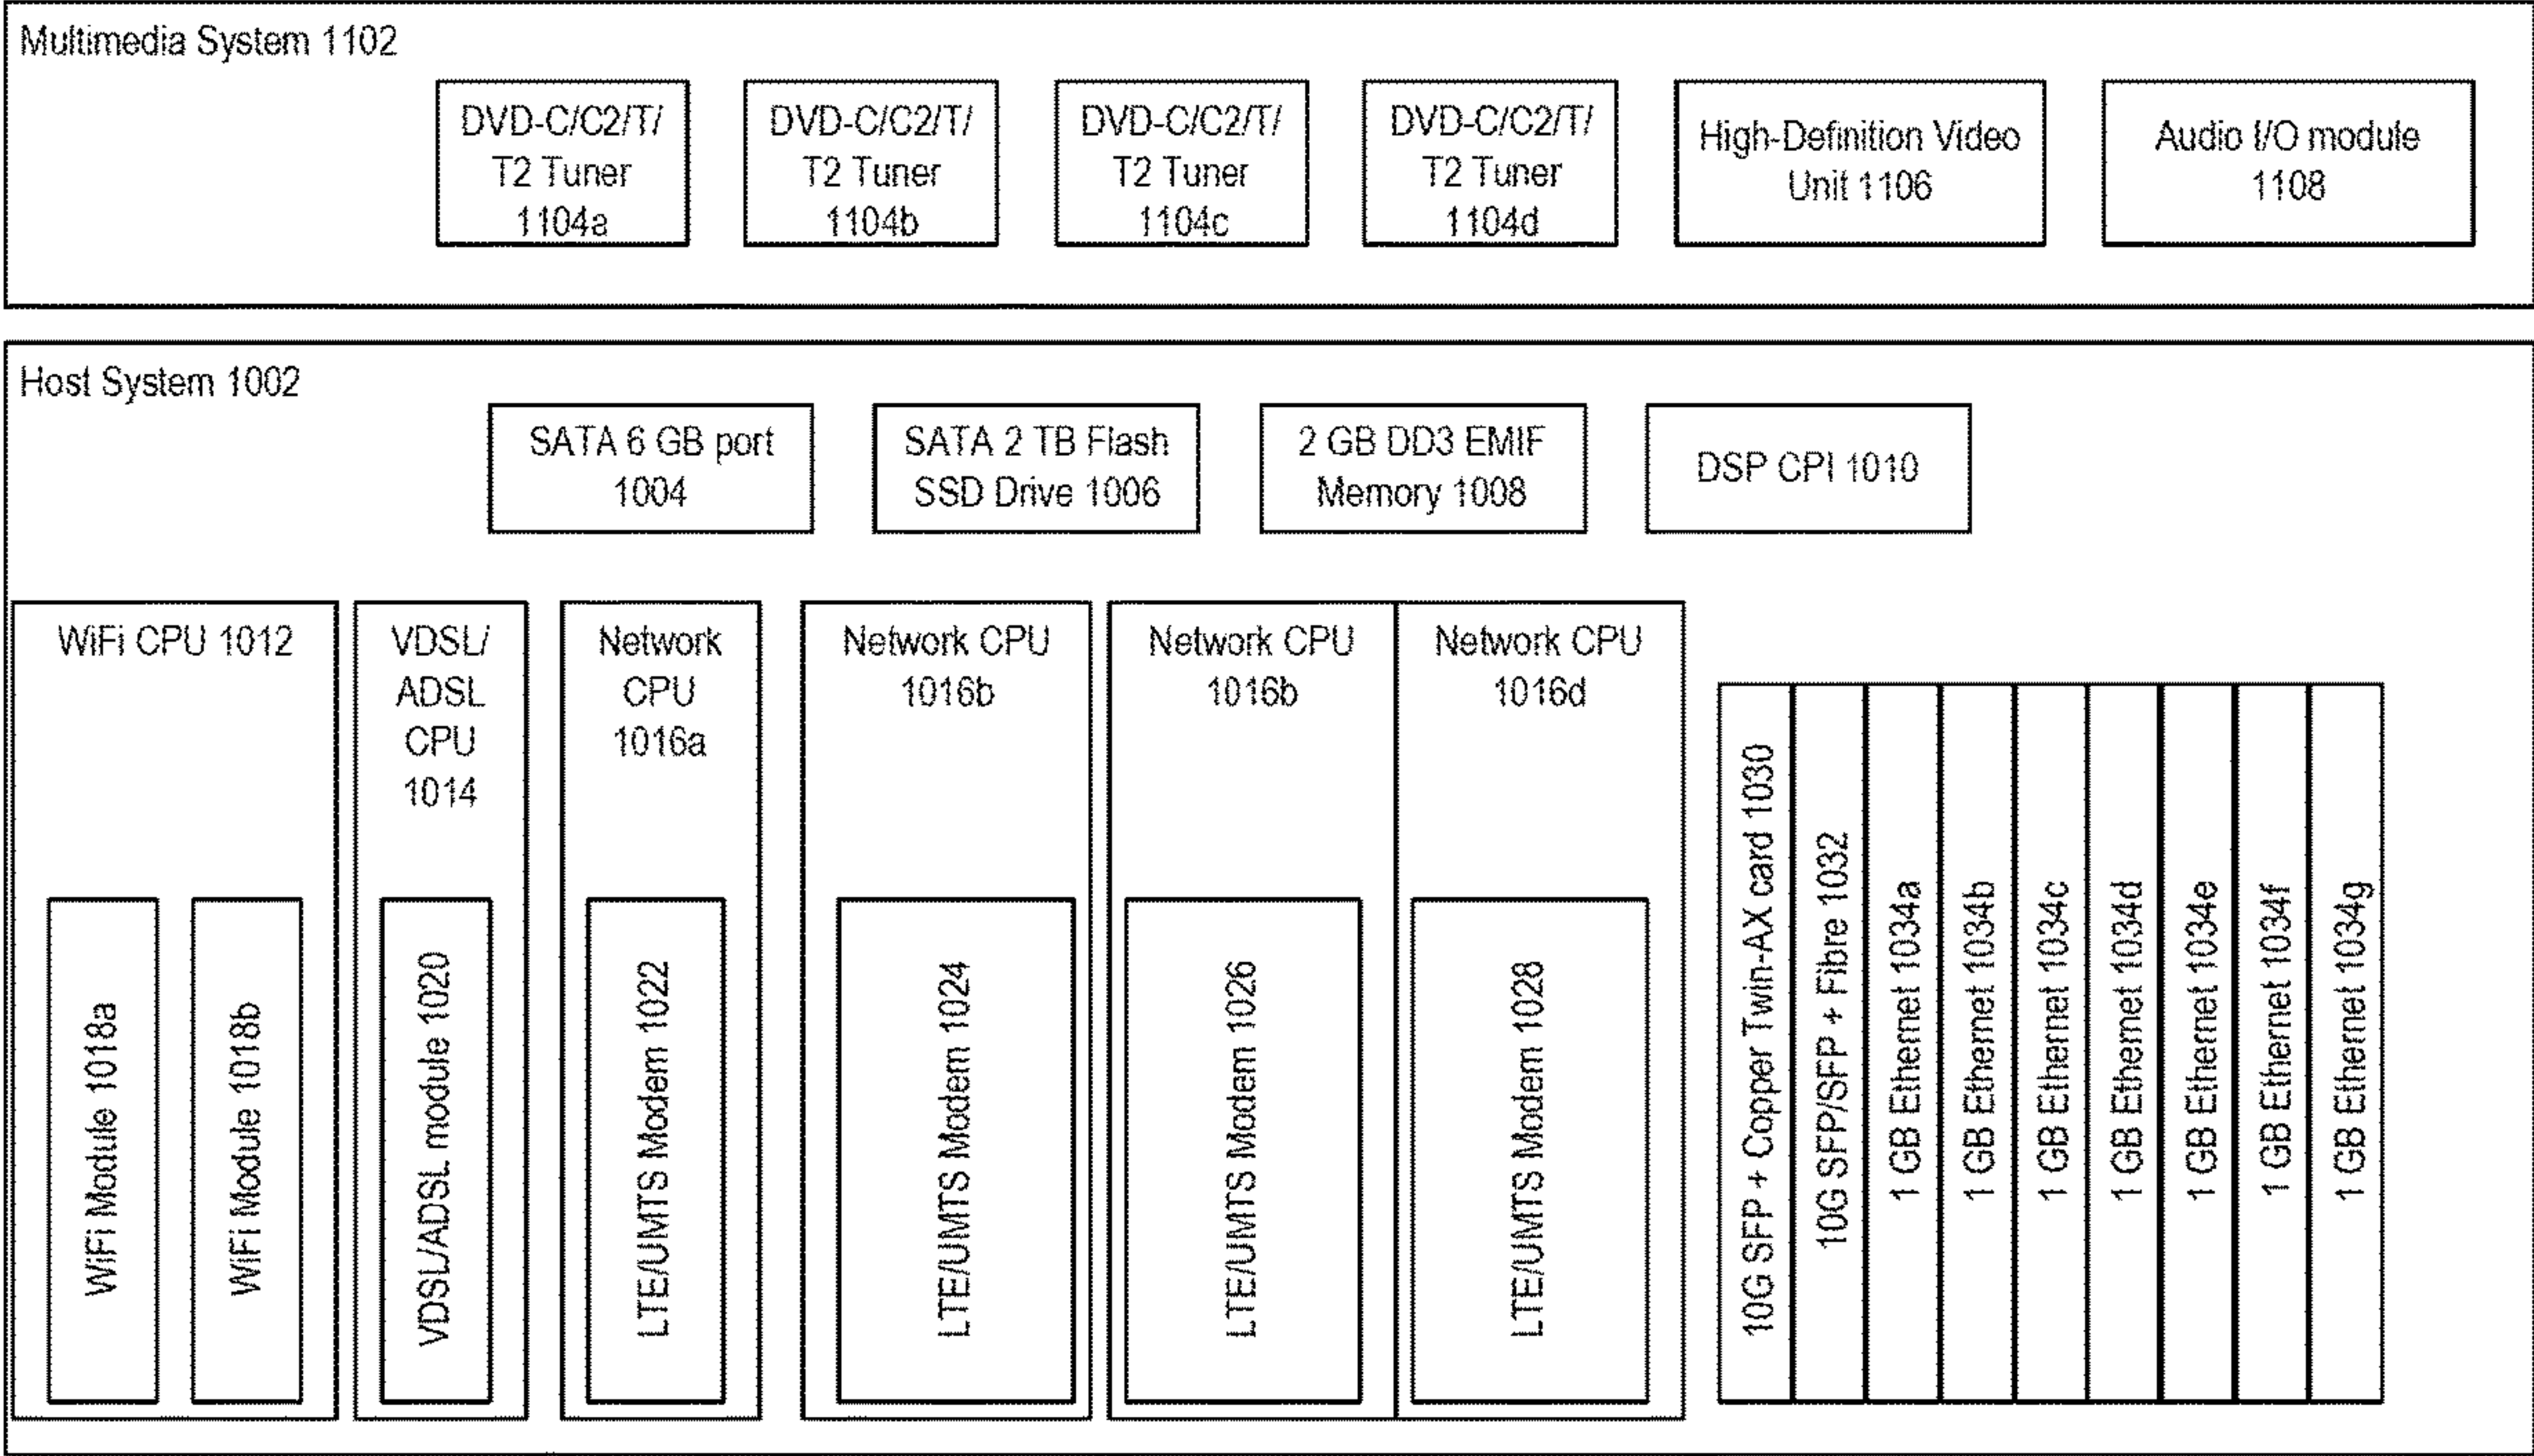 Multimedia System 1102
DVD-C/C2/T/
T2 Tuner
1104a
DVD-C/C2/T/
T2 Tuner
1104b
DVD-C/C2/T/
T2 Tuner
1104c
DVD-C/C2/T/
T2 Tuner
1104d
High-Definition Video
Unit 1106
Audio I/O module
1108
Host System 1002
SATA 6 GB port
1004
SATA 2 TB Flash
SSD Drive 1006
2 GB DD3 EMIF
Memory 1008
DSP CPI 1010
WiFi CPU 1012
VDSL/
ADSL
CPU
1014
Network
CPU
1016a
Network CPU
1016b
Network CPU
1016b
Network CPU
1016d
WiFi Module 1018a
WiFi Module 1018b
VDSL/ADSL module 1020
LTE/UMTS Modem 1022
LTE/UMTS Modem 1024
LTE/UMTS Modem 1026
LTE/UMTS Modem 1028
10G SFP + Copper Twin-AX card 1030
10G SFP/SFP + Fibre 1032
1 GB Ethernet 1034a
1 GB Ethernet 1034b
1 GB Ethernet 1034c
1 GB Ethernet 1034d
1 GB Ethernet 1034e
1 GB Ethernet 1034f
1 GB Ethernet 1034g